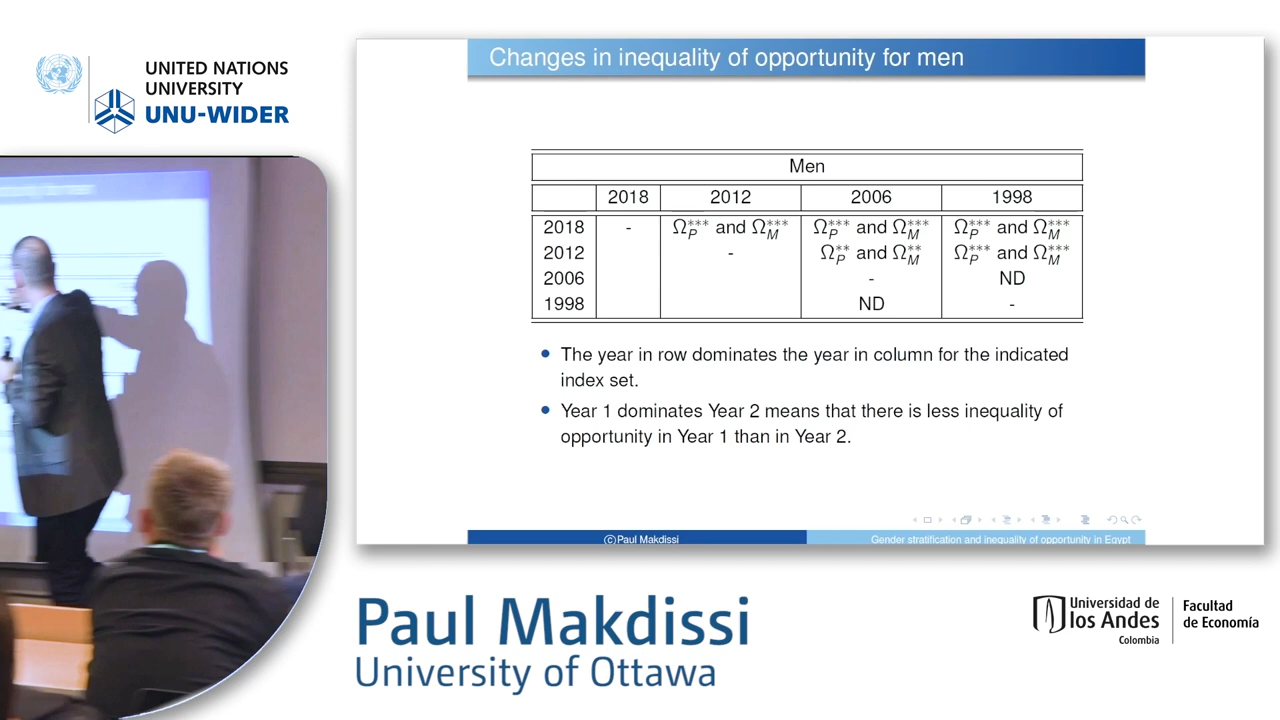 UNITED NATIONS
UNIVERSITY
UNU-WIDER
Changes in inequality of opportunity for men
Men
2018 2012 2006 1998
2018 - Ω***P and Ω***M Ω***P and Ω***M Ω***P and Ω***M
2012 - Ω**P and Ω**M Ω***P and Ω***M
2006 - ND
1998 ND -
• The year in row dominates the year in column for the indicated
index set.
• Year 1 dominates Year 2 means that there is less inequality of
opportunity in Year 1 than in Year 2.
©Paul Makdissi Gender stratification and inequality of opportunity in Egypt
Paul Makdissi
University of Ottawa
Universidad de
los Andes
Colombia
Facultad
de Economía